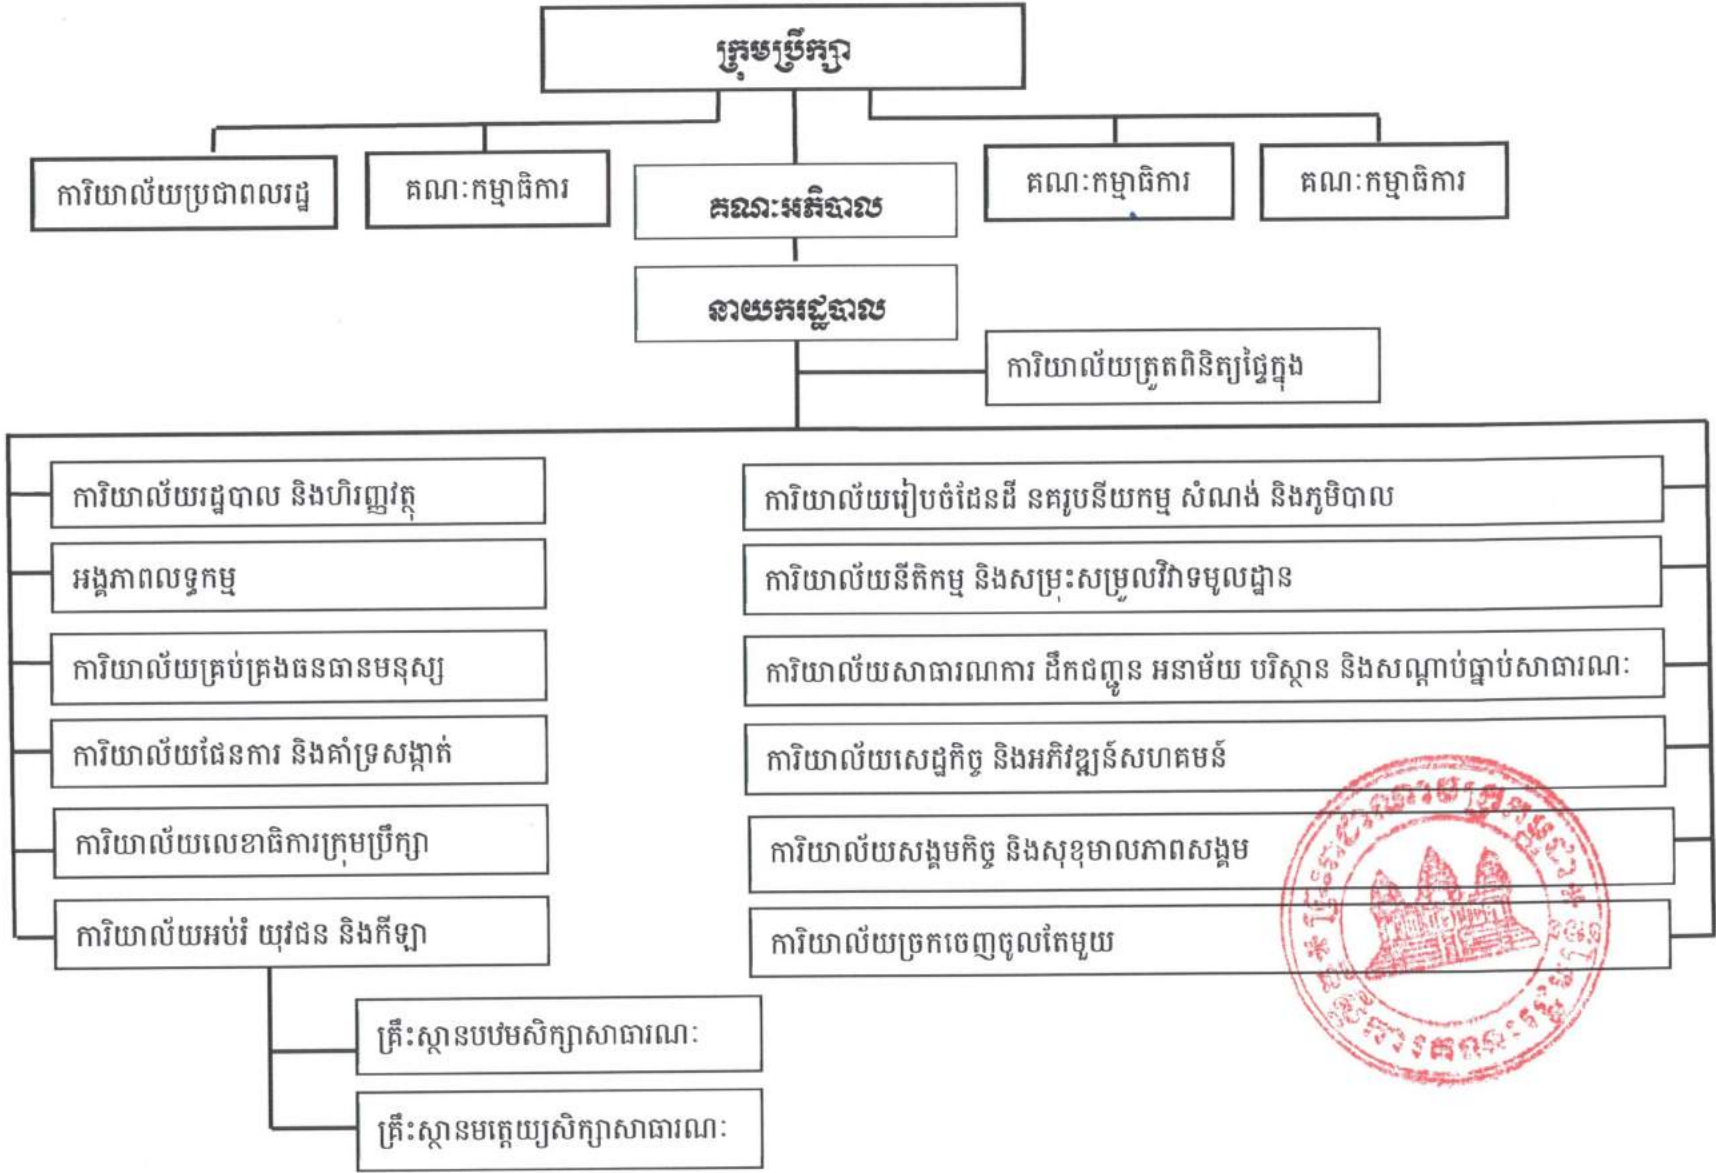 ក្រុមប្រឹក្សា
ការិយាល័យប្រជាពលរដ្ឋ
គណៈកម្មាធិការ
គណៈអភិបាល
គណៈកម្មាធិការ
គណៈកម្មាធិការ
នាយករដ្ឋបាល
ការិយាល័យត្រួតពិនិត្យផ្ទៃក្នុង
ការិយាល័យរដ្ឋបាល និងហិរញ្ញវត្ថុ
អង្គភាពលទ្ធកម្ម
ការិយាល័យគ្រប់គ្រងធនធានមនុស្ស
ការិយាល័យផែនការ និងគាំទ្រសង្កាត់
ការិយាល័យលេខាធិការក្រុមប្រឹក្សា
ការិយាល័យអប់រំ យុវជន និងកីឡា
គ្រឹះស្ថានបឋមសិក្សាសាធារណៈ
គ្រឹះស្ថានមត្តេយ្យសិក្សាសាធារណៈ
ការិយាល័យរៀបចំដែនដី នគរូបនីយកម្ម សំណង់ និងភូមិបាល
ការិយាល័យនីតិកម្ម និងសម្រុះសម្រួលវិវាទមូលដ្ឋាន
ការិយាល័យសាធារណការ ដឹកជញ្ជូន អនាម័យ បរិស្ថាន និងសណ្តាប់ធ្នាប់សាធារណៈ
ការិយាល័យសេដ្ឋកិច្ច និងអភិវឌ្ឍន៍សហគមន៍
ការិយាល័យសង្គមកិច្ច និងសុខុមាលភាពសង្គម
ការិយាល័យច្រកចេញចូលតែមួយ
ព្រះរាជាណាចក្រកម្ពុជា